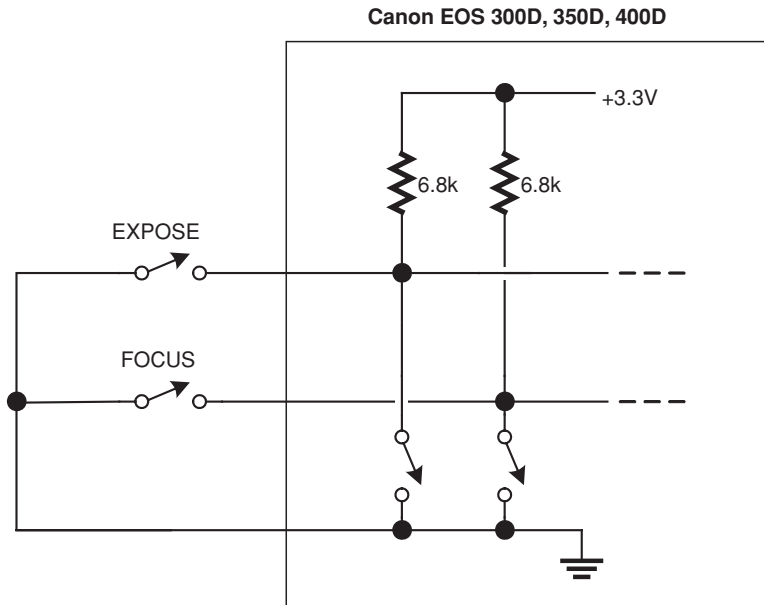 Canon EOS 300D, 350D, 400D
+3.3V
6.8k
6.8k
EXPOSE
FOCUS